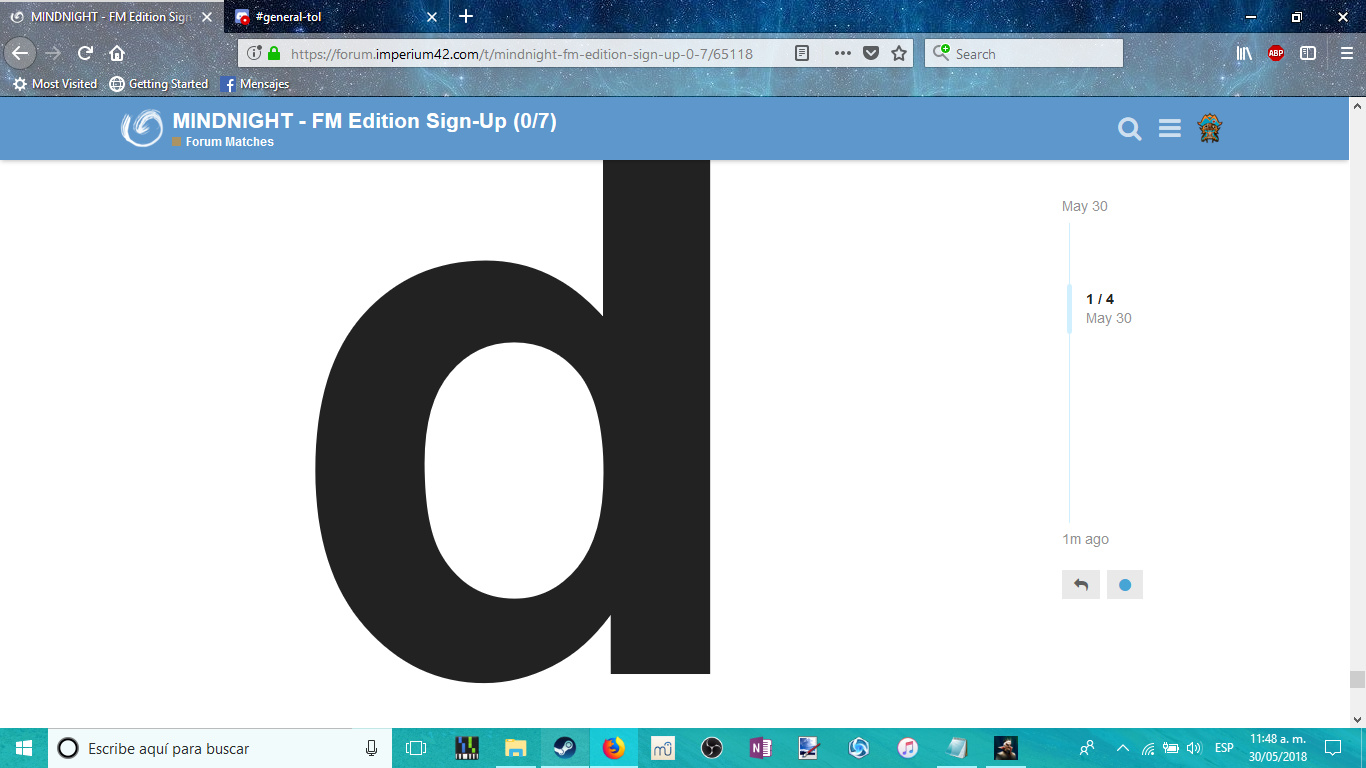 MINDNIGHT - FM Edition Sign
#general-tol
https://forum.imperium42.com/t/mindnight-fm-edition-sign-up-0-7/65118
Search
Most Visited
Getting Started
Mensajes
MINDNIGHT - FM Edition Sign-Up (0/7)
Forum Matches
d
May 30
1 / 4
May 30
1m ago
Escribe aquí para buscar
ESP
11:48 a. m.
30/05/2018
ABP
mü
N